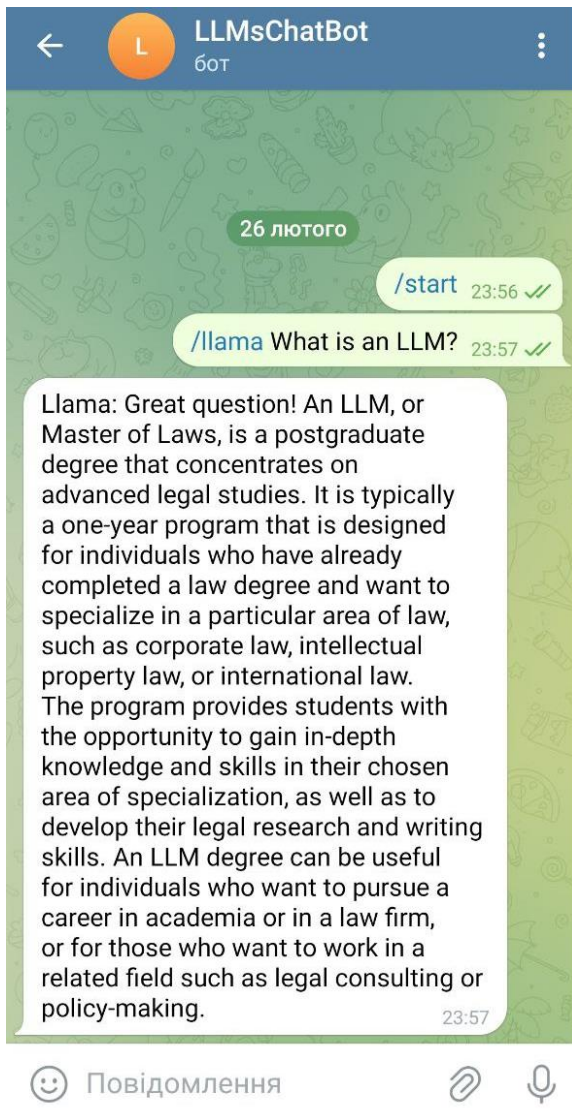 L
LLMsChatBot
бот
26 лютого
/start 23:56
/llama What is an LLM? 23:57
Llama: Great question! An LLM, or
Master of Laws, is a postgraduate
degree that concentrates on
advanced legal studies. It is typically
a one-year program that is designed
for individuals who have already
completed a law degree and want to
specialize in a particular area of law,
such as corporate law, intellectual
property law, or international law.
The program provides students with
the opportunity to gain in-depth
knowledge and skills in their chosen
area of specialization, as well as to
develop their legal research and writing
skills. An LLM degree can be useful
for individuals who want to pursue a
career in academia or in a law firm,
or for those who want to work in a
related field such as legal consulting or
policy-making. 23:57
Повідомлення